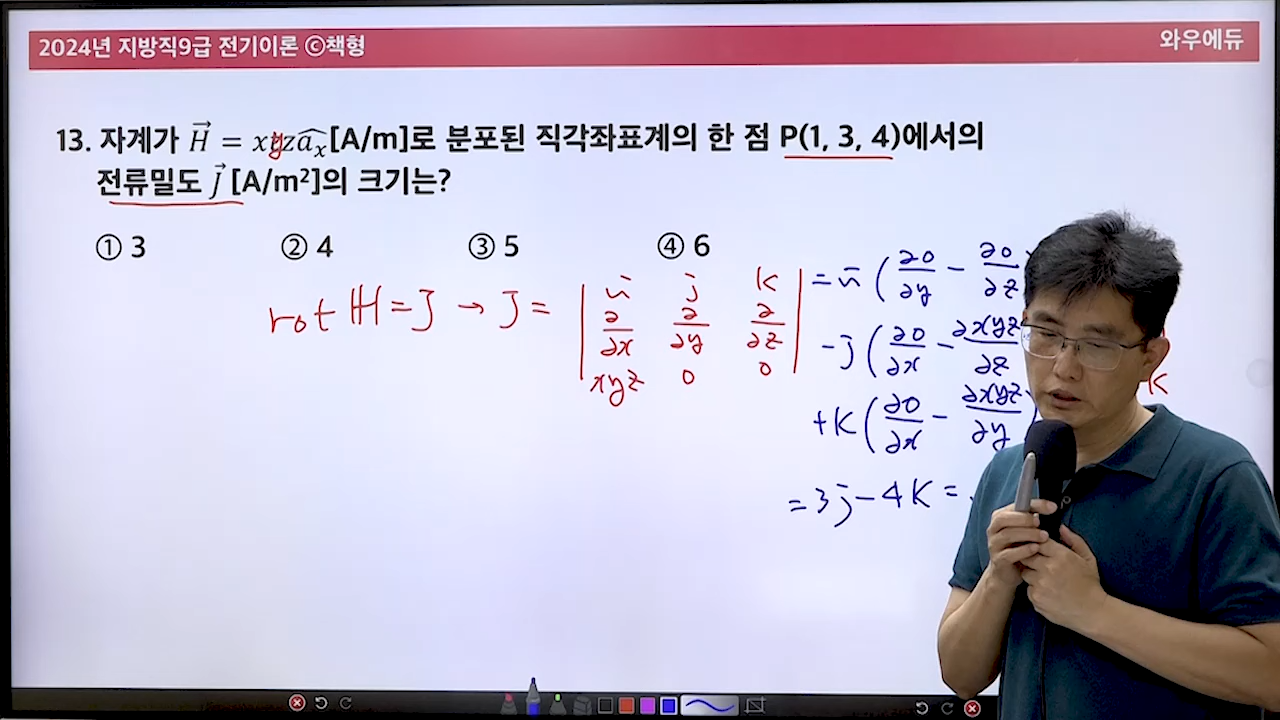 2024년 지방직9급 전기이론 ⓒ책형
와우에듀
13. 자계가 H⃗ = xyzâₓ[A/m]로 분포된 직각좌표계의 한 점 P(1, 3, 4)에서의
전류밀도 j⃗ [A/m²]의 크기는?
① 3 ② 4 ③ 5 ④ 6
rot H = J → J =
i j k
∂/∂x ∂/∂y ∂/∂z
xyz 0 0
= i (∂0/∂y − ∂0/∂z
− j (∂0/∂x − ∂xyz/∂z
+ k (∂0/∂x − ∂xyz/∂y)
k
= 3j − 4k =